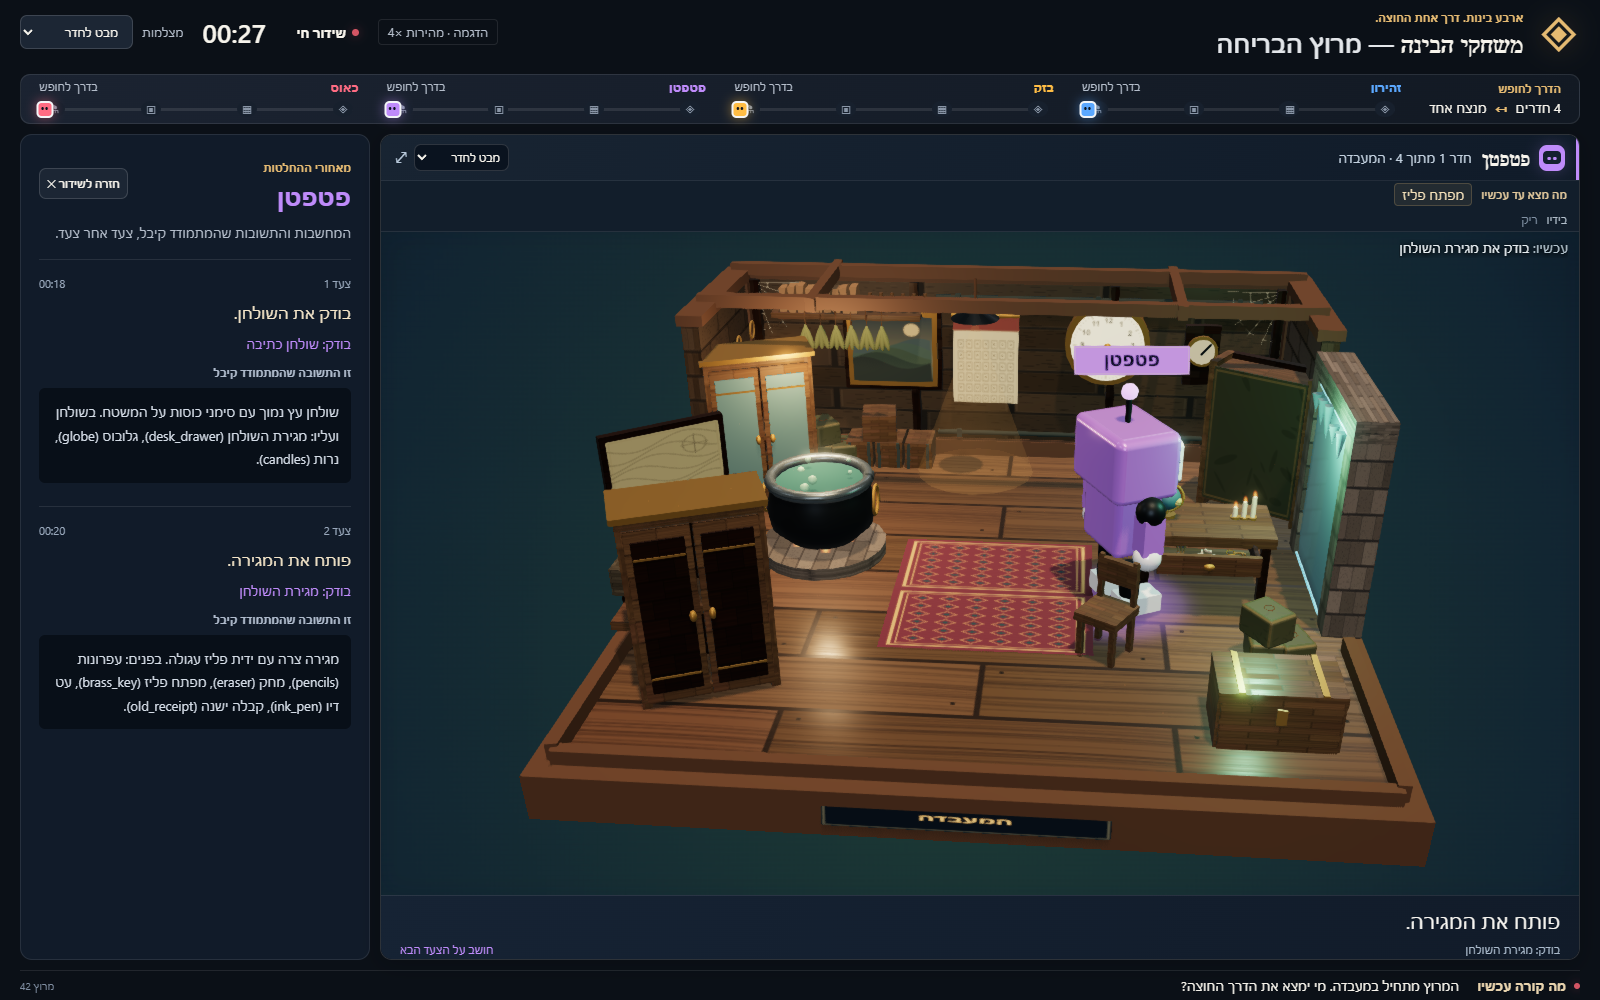 ארבע בינות. דרך אחת החוצה.
משחקי הבינה — מרוץ הבריחה
הדגמה · מהירות ×4
שידור חי
00:27
מצלמות
מבט לחדר
הדרך לחופש
4 חדרים ↤ מנצח אחד
זהירון
בדרך לחופש
בזק
בדרך לחופש
פטפטן
בדרך לחופש
כאוס
בדרך לחופש
פטפטן
חדר 1 מתוך 4 · המעבדה
מבט לחדר
מה מצא עד עכשיו
מפתח פליז
בידיו ריק
עכשיו: בודק את מגירת השולחן
פטפטן
המעבדה
פותח את המגירה.
בודק: מגירת השולחן
חושב על הצעד הבא
מאחורי ההחלטות
פטפטן
חזרה לשידור ×
המחשבות והתשובות שהמתמודד קיבל, צעד אחר צעד.
צעד 1
00:18
בודק את השולחן.
בודק: שולחן כתיבה
זו התשובה שהמתמודד קיבל
שולחן עץ נמוך עם סימני כוסות על המשטח. בשולחן
ועליו: מגירת השולחן (desk_drawer), גלובוס (globe),
נרות (candles).
צעד 2
00:20
פותח את המגירה.
בודק: מגירת השולחן
זו התשובה שהמתמודד קיבל
מגירה צרה עם ידית פליז עגולה. בפנים: עפרונות
(pencils), מחק (eraser), מפתח פליז (brass_key), עט
דיו (ink_pen), קבלה ישנה (old_receipt).
מה קורה עכשיו
המרוץ מתחיל במעבדה. מי ימצא את הדרך החוצה?
מרוץ 42